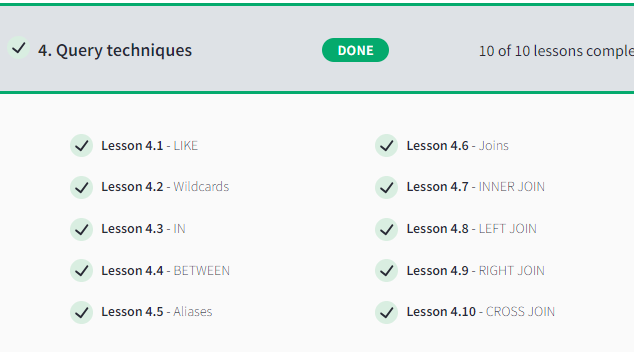 4. Query techniques
DONE
10 of 10 lessons comple
Lesson 4.1 - LIKE
Lesson 4.2 - Wildcards
Lesson 4.3 - IN
Lesson 4.4 - BETWEEN
Lesson 4.5 - Aliases
Lesson 4.6 - Joins
Lesson 4.7 - INNER JOIN
Lesson 4.8 - LEFT JOIN
Lesson 4.9 - RIGHT JOIN
Lesson 4.10 - CROSS JOIN